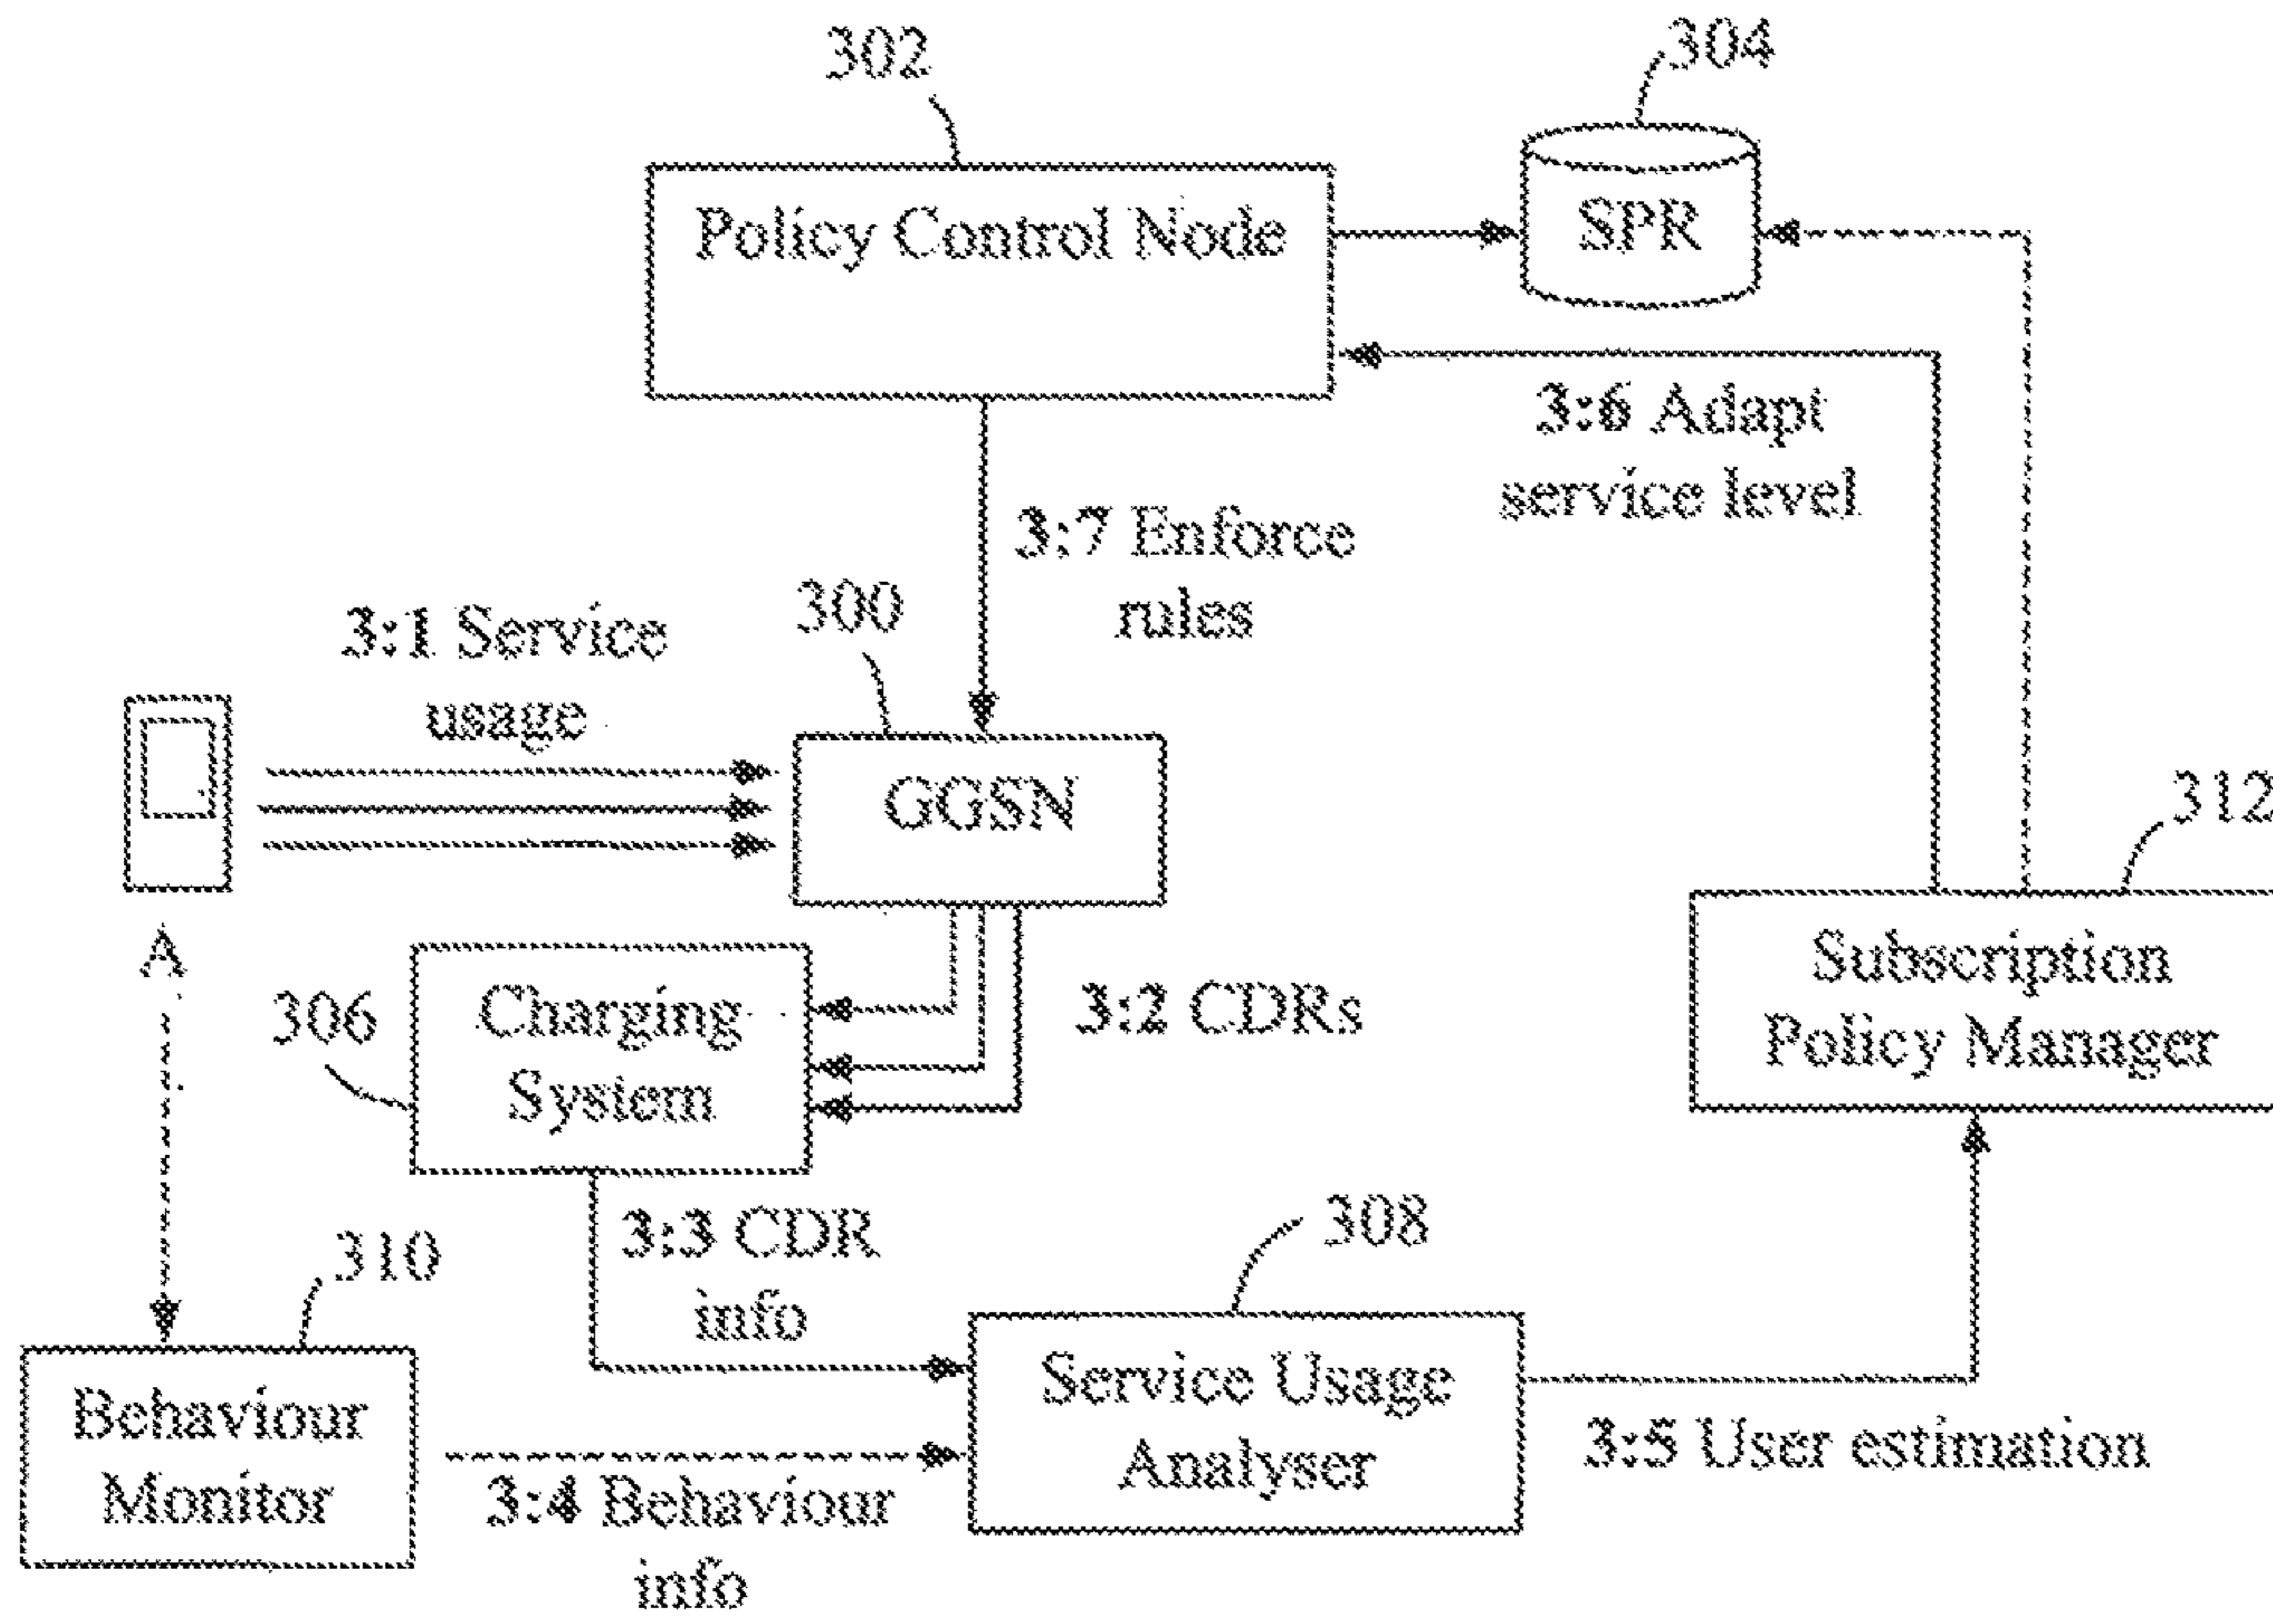 302
304
Policy Control Node
SPR
3:6 Adapt
service level
3:7 Enforce
rules
300
3:1 Service
usage
GGSN
312
A
Subscription
Policy Manager
306
Charging
System
3:2 CDRs
3:3 CDR
info
308
310
Behaviour
Monitor
Service Usage
Analyser
3:4 Behaviour
info
3:5 User estimation